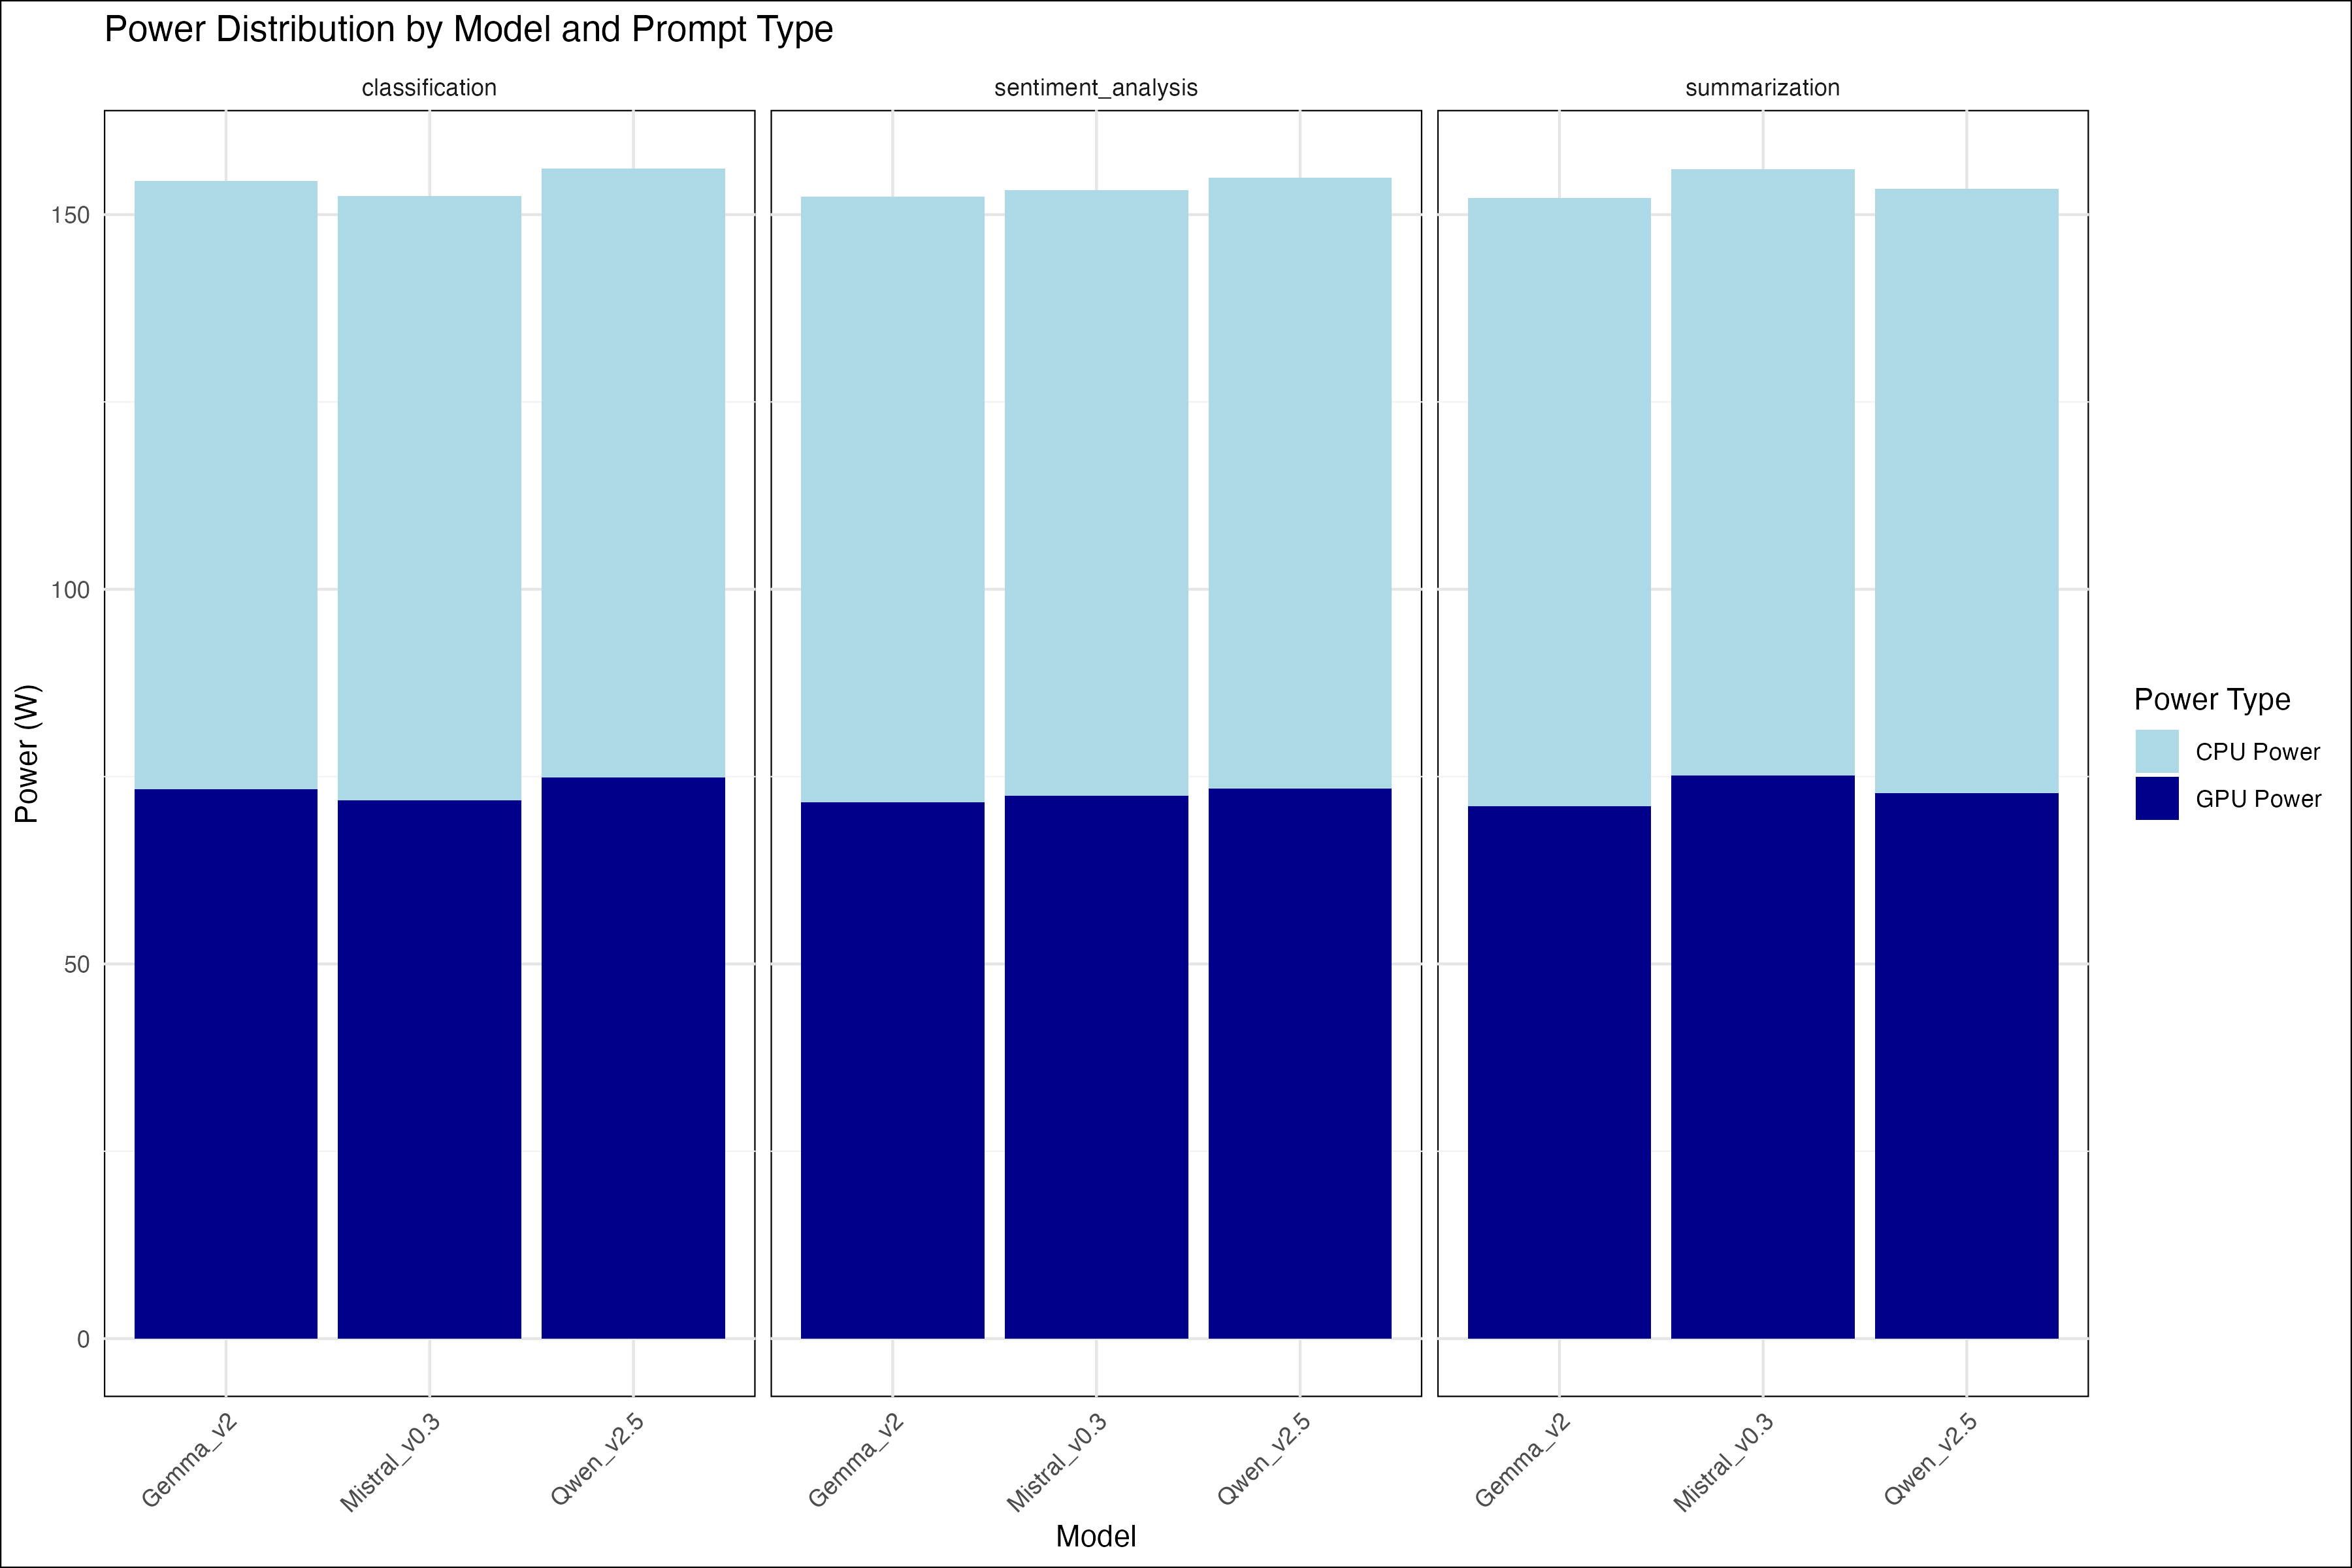 Power Distribution by Model and Prompt Type
classification
sentiment_analysis
summarization
Power (W)
150
100
50
0
Gemma_v2
Mistral_v0.3
Qwen_v2.5
Gemma_v2
Mistral_v0.3
Qwen_v2.5
Gemma_v2
Mistral_v0.3
Qwen_v2.5
Model
Power Type
CPU Power
GPU Power